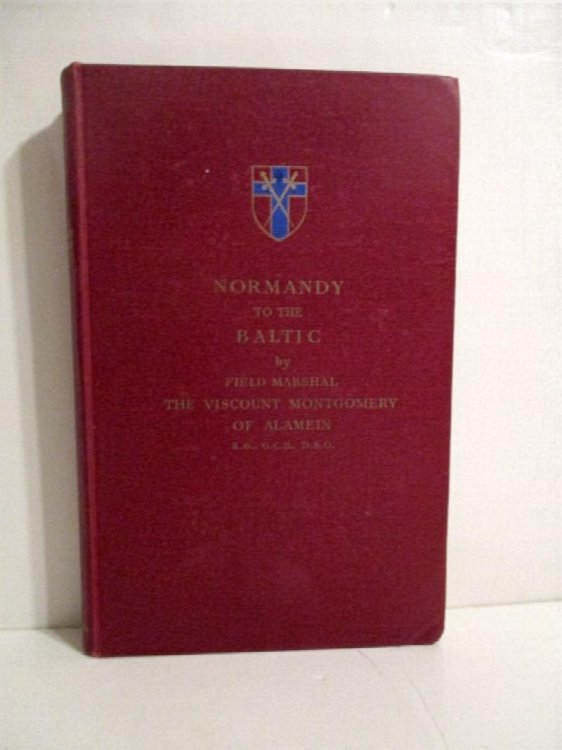 NORMANDY
TO THE
BALTIC
by
FIELD MARSHAL
THE VISCOUNT MONTGOMERY
OF ALAMEIN
K.G., G.C.B., D.S.O.